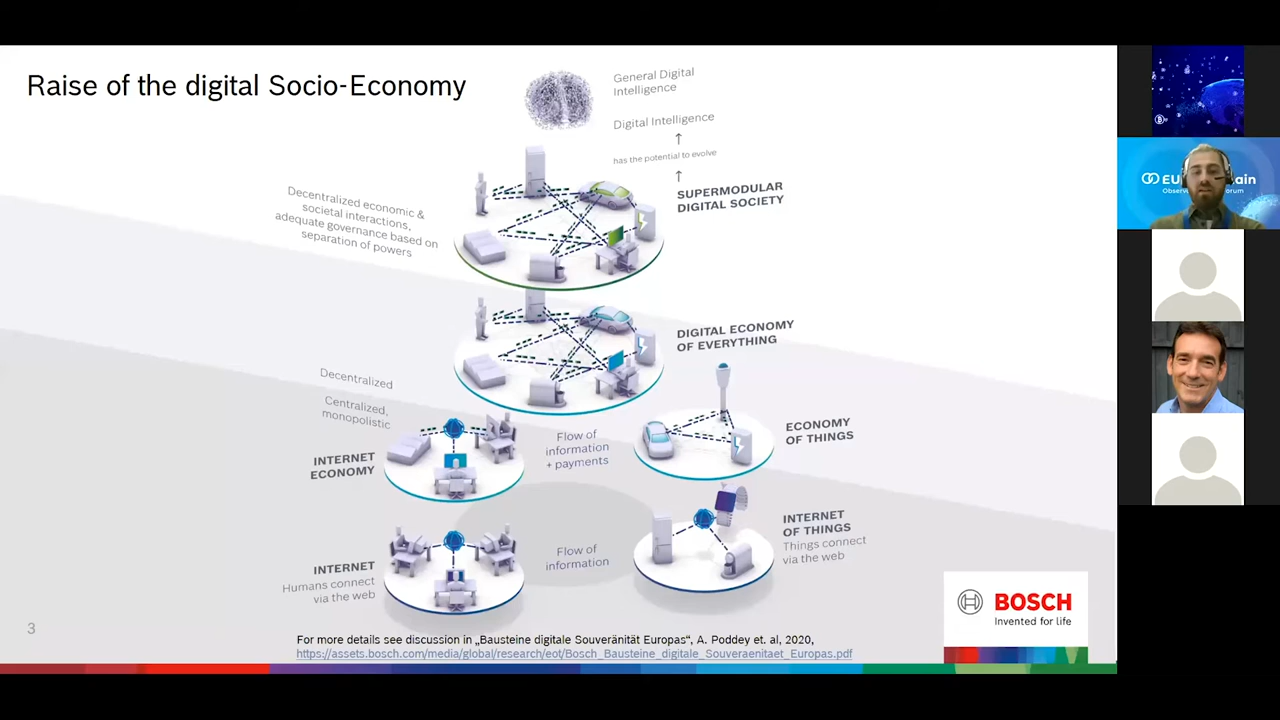 Raise of the digital Socio-Economy
General Digital
Intelligence
Digital Intelligence
has the potential to evolve
SUPERMODULAR
DIGITAL SOCIETY
Decentralized economic &
societal interactions,
adequate governance based on
separation of powers
DIGITAL ECONOMY
OF EVERYTHING
Decentralized
Centralized,
monopolistic
INTERNET
ECONOMY
Flow of
information
+ payments
ECONOMY
OF THINGS
INTERNET
Humans connect
via the web
Flow of
information
INTERNET
OF THINGS
Things connect
via the web
3
For more details see discussion in „Bausteine digitale Souveränität Europas“, A. Poddey et. al, 2020,
https://assets.bosch.com/media/global/research/eot/Bosch_Bausteine_digitale_Souveraenitaet_Europas.pdf
BOSCH
Invented for life